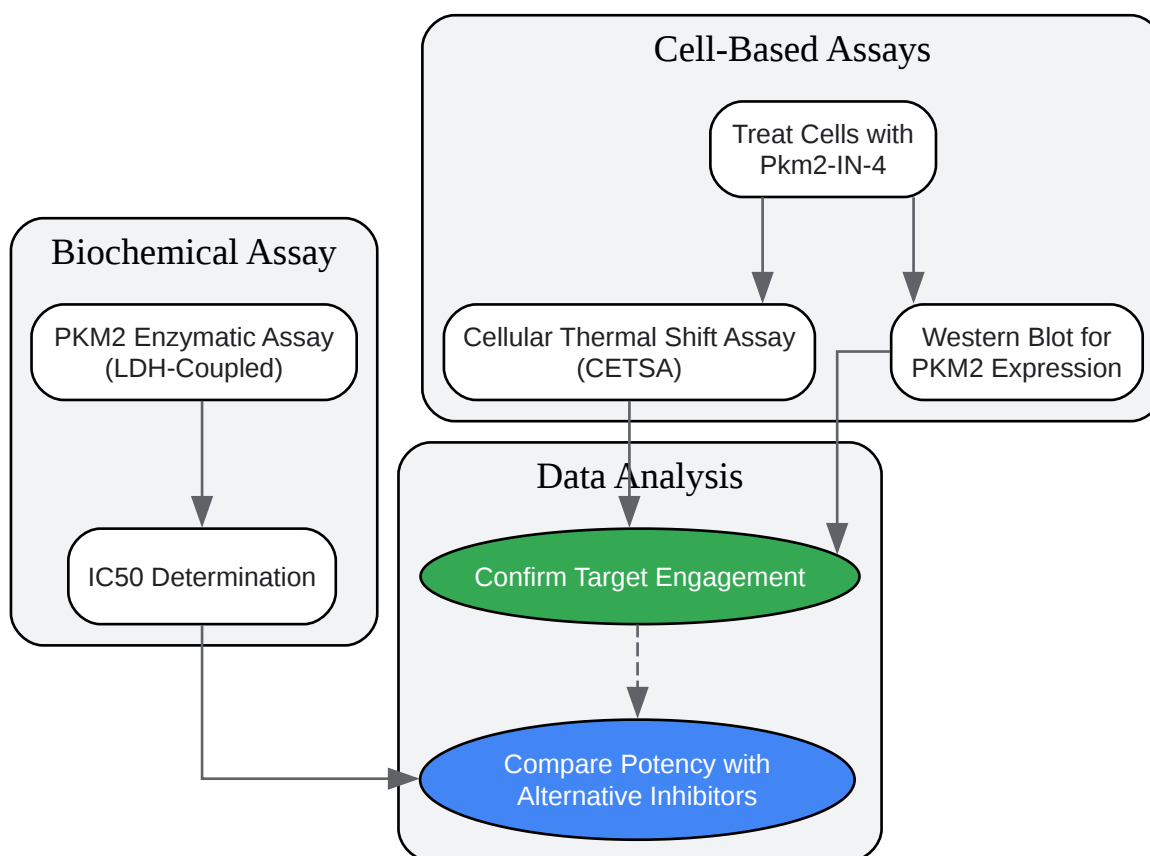 Cell-Based Assays
Treat Cells with
Pkm2-IN-4
Biochemical Assay
PKM2 Enzymatic Assay
(LDH-Coupled)
Cellular Thermal Shift Assay
(CETSA)
Western Blot for
PKM2 Expression
Data Analysis
IC50 Determination
Confirm Target Engagement
Compare Potency with
Alternative Inhibitors